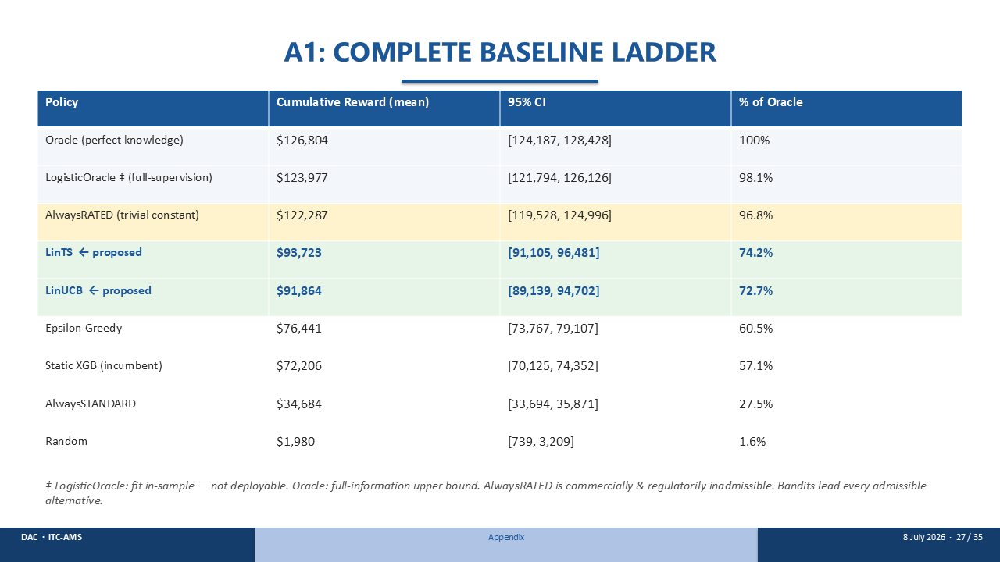 A1: COMPLETE BASELINE LADDER
Policy Cumulative Reward (mean) 95% CI % of Oracle
Oracle (perfect knowledge) $126,804 [124,187, 128,428] 100%
LogisticOracle ‡ (full-supervision) $123,977 [121,794, 126,126] 98.1%
AlwaysRATED (trivial constant) $122,287 [119,528, 124,996] 96.8%
LinTS ← proposed $93,723 [91,105, 96,481] 74.2%
LinUCB ← proposed $91,864 [89,139, 94,702] 72.7%
Epsilon-Greedy $76,441 [73,767, 79,107] 60.5%
Static XGB (incumbent) $72,206 [70,125, 74,352] 57.1%
AlwaysSTANDARD $34,684 [33,694, 35,871] 27.5%
Random $1,980 [739, 3,209] 1.6%
‡ LogisticOracle: fit in-sample — not deployable. Oracle: full-information upper bound. AlwaysRATED is commercially & regulatorily inadmissible. Bandits lead every admissible
alternative.
DAC · ITC-AMS Appendix 8 July 2026 · 27 / 35